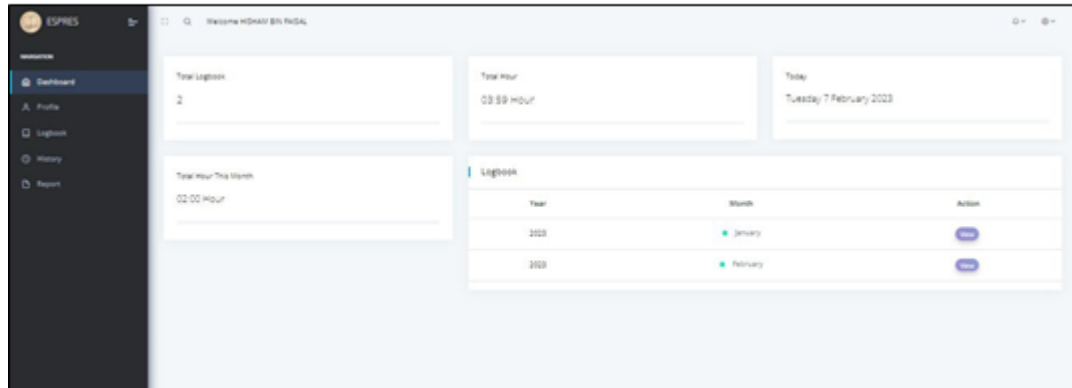 ESPRES
Welcome HISHAM BIN FAISAL
NAVIGATION
Dashboard
Profile
Logbook
History
Report
Total Logbook
2
Total Hour
03:59 Hour
Today
Tuesday 7 February 2023
Total Hour This Month
02:00 Hour
Logbook
Year Month Action
2023 January View
2023 February View